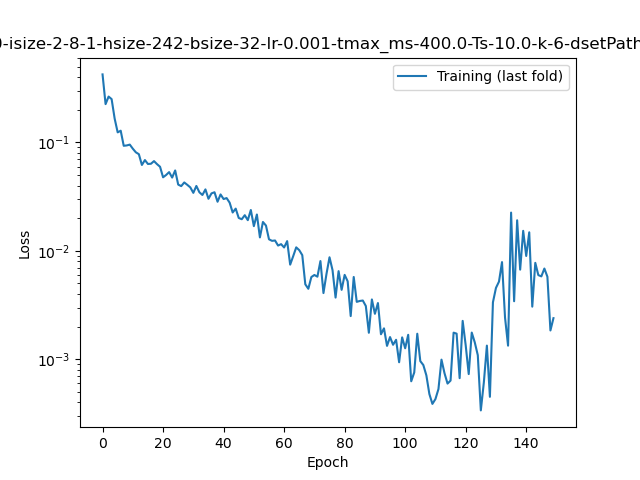 -isize-2-8-1-hsize-242-bsize-32-lr-0.001-tmax_ms-400.0-Ts-10.0-k-6-dsetPath
Training (last fold)
10⁻¹
10⁻²
10⁻³
Loss
0 20 40 60 80 100 120 140
Epoch